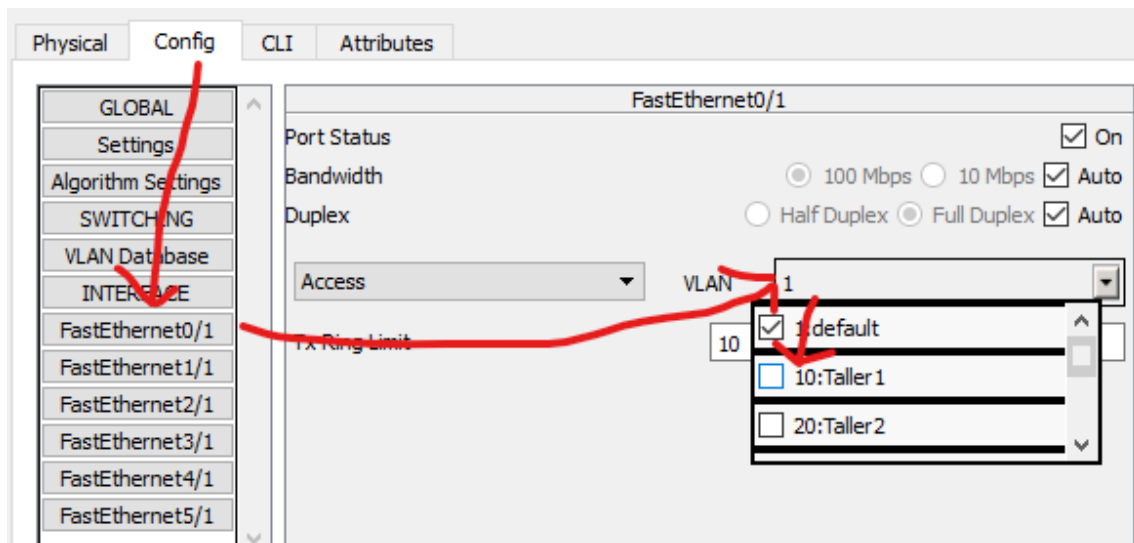 Physical Config CLI Attributes
GLOBAL
Settings
Algorithm Settings
SWITCHING
VLAN Database
INTERFACE
FastEthernet0/1
FastEthernet1/1
FastEthernet2/1
FastEthernet3/1
FastEthernet4/1
FastEthernet5/1
FastEthernet0/1
Port Status On
Bandwidth 100 Mbps 10 Mbps Auto
Duplex Half Duplex Full Duplex Auto
Access VLAN 1
1:default
Tx Ring Limit 10
10:Taller1
20:Taller2